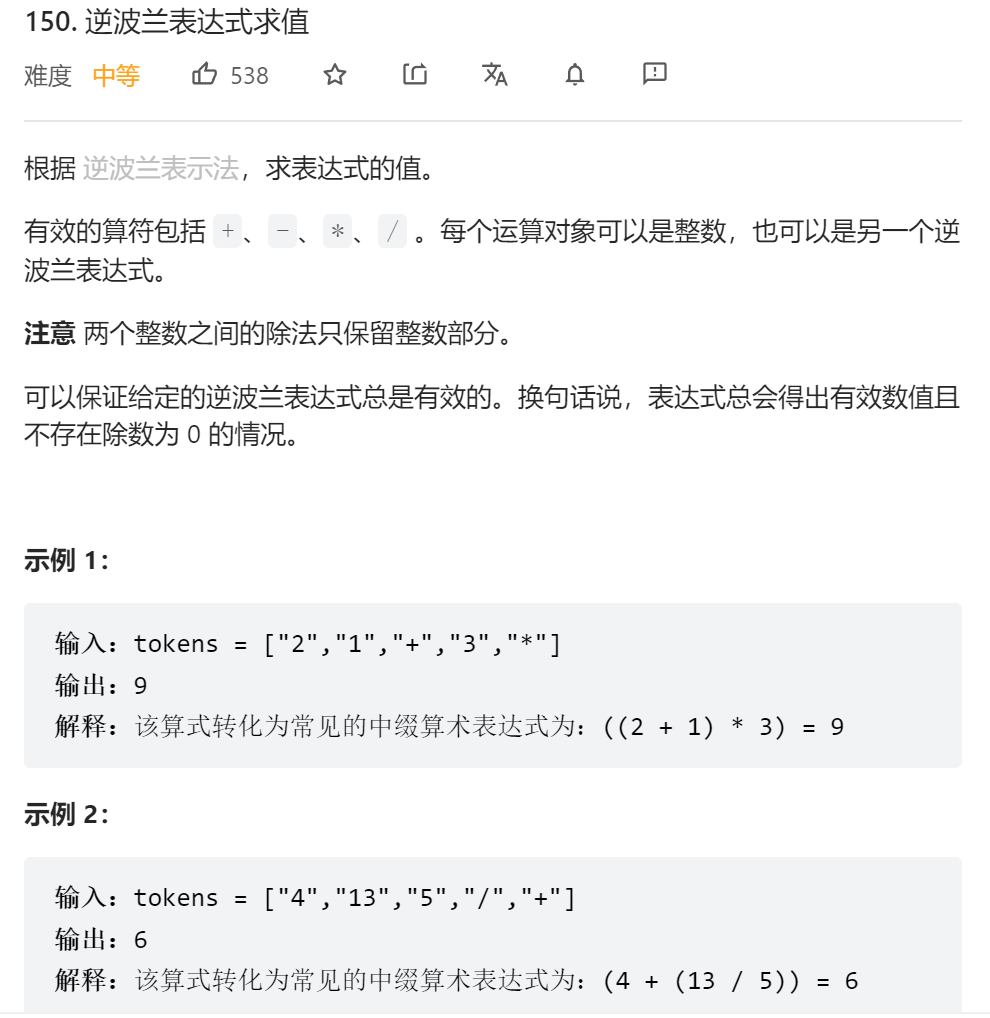 150. 逆波兰表达式求值
难度 中等 538
根据 逆波兰表示法，求表达式的值。
有效的算符包括 +、-、*、/ 。每个运算对象可以是整数，也可以是另一个逆
波兰表达式。
注意 两个整数之间的除法只保留整数部分。
可以保证给定的逆波兰表达式总是有效的。换句话说，表达式总会得出有效数值且
不存在除数为 0 的情况。
示例 1：
输入：tokens = ["2","1","+","3","*"]
输出：9
解释：该算式转化为常见的中缀算术表达式为：((2 + 1) * 3) = 9
示例 2：
输入：tokens = ["4","13","5","/","+"]
输出：6
解释：该算式转化为常见的中缀算术表达式为：(4 + (13 / 5)) = 6